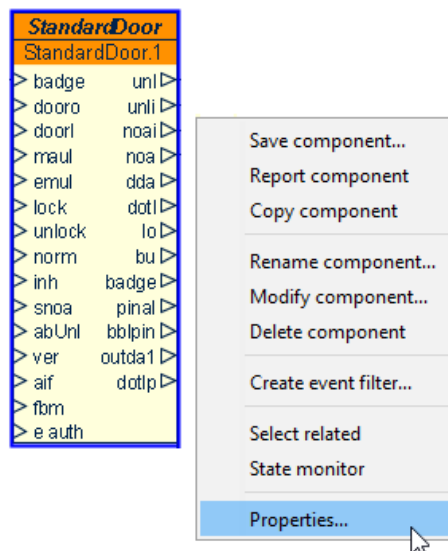 StandardDoor
StandardDoor.1
badge unl
dooro unli
doorl noai
maul noa
emul dda
lock dotl
unlock lo
norm bu
inh badge
snoa pinal
abUnl bblpin
ver outda1
aif dotlp
fbm
e auth
Save component...
Report component
Copy component
Rename component...
Modify component...
Delete component
Create event filter...
Select related
State monitor
Properties...